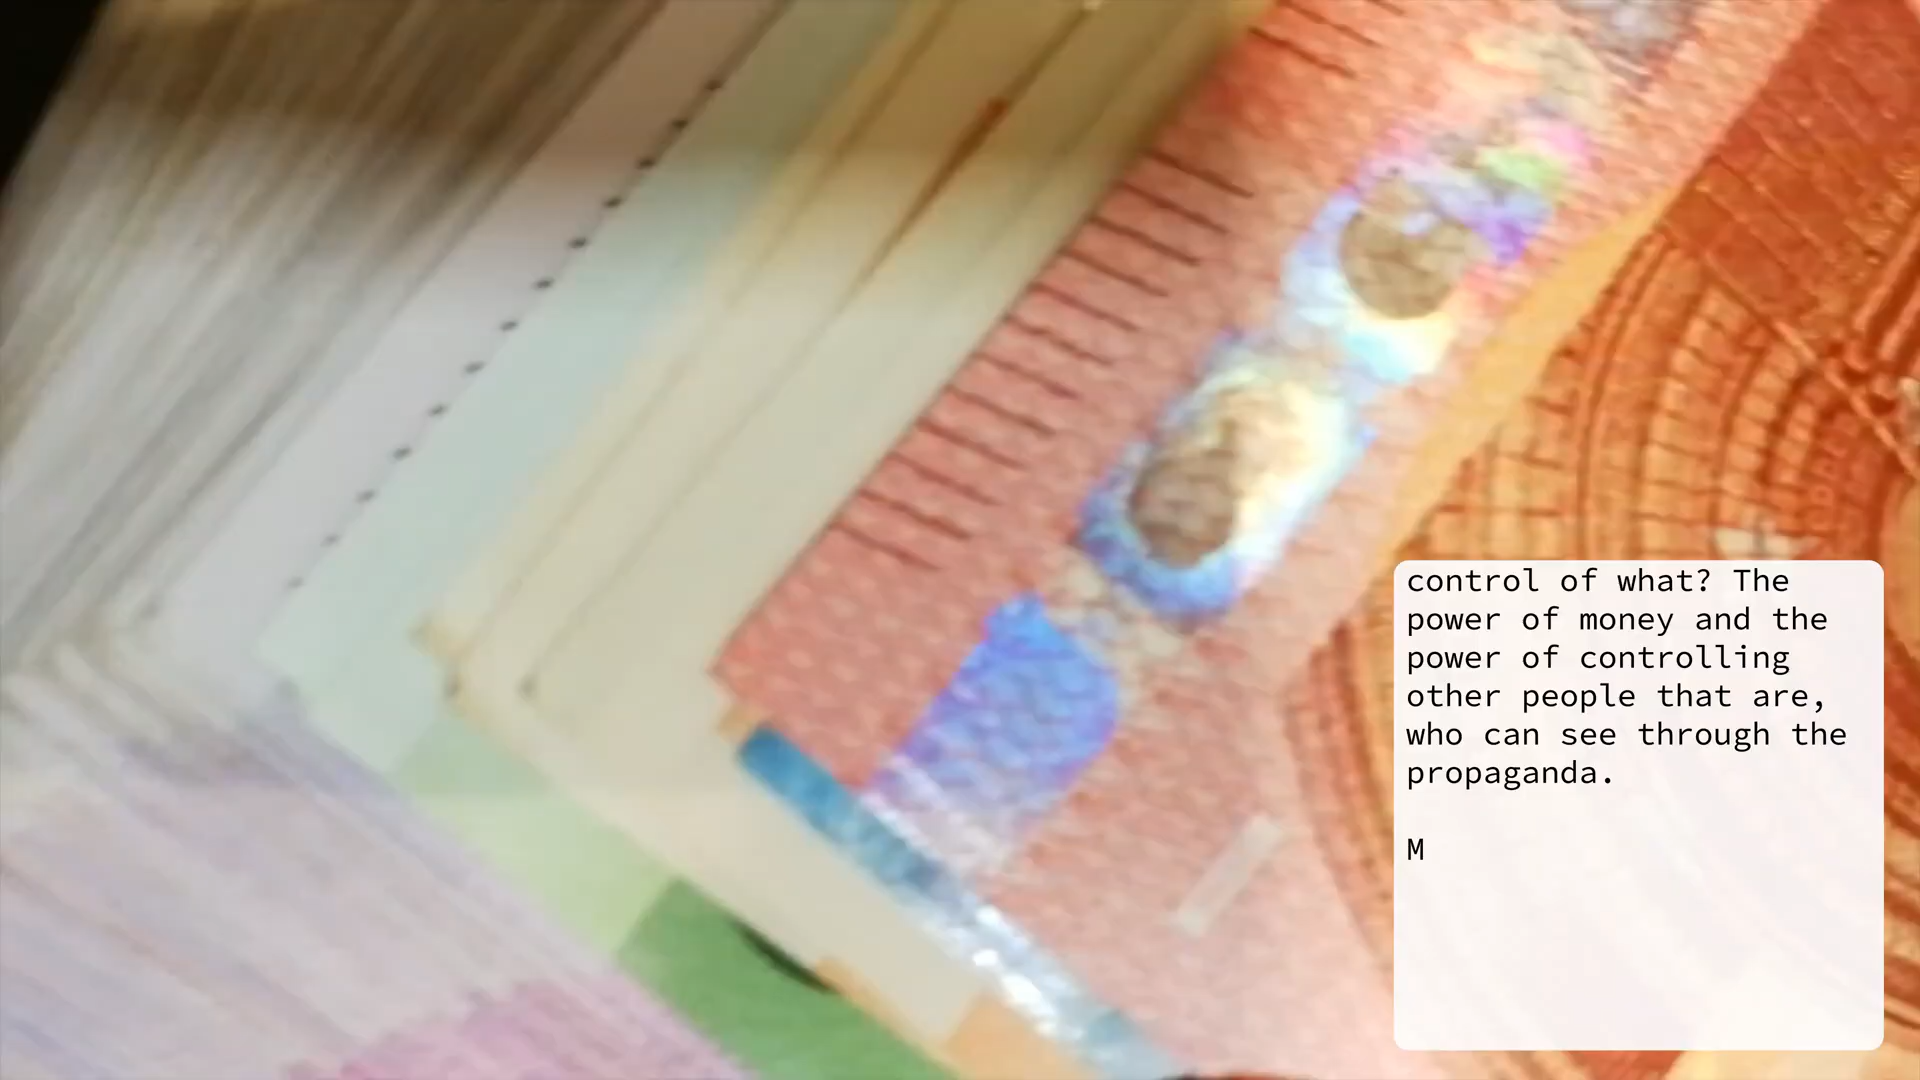 control of what? The
power of money and the
power of controlling
other people that are,
who can see through the
propaganda.
M